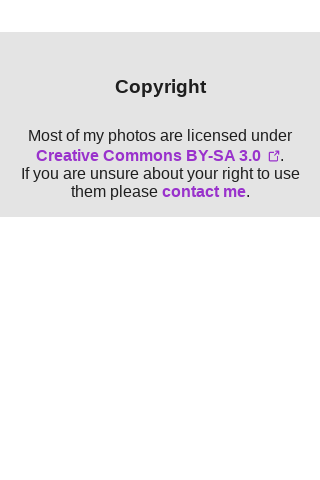 Copyright
Most of my photos are licensed under
Creative Commons BY-SA 3.0 .
If you are unsure about your right to use
them please contact me.